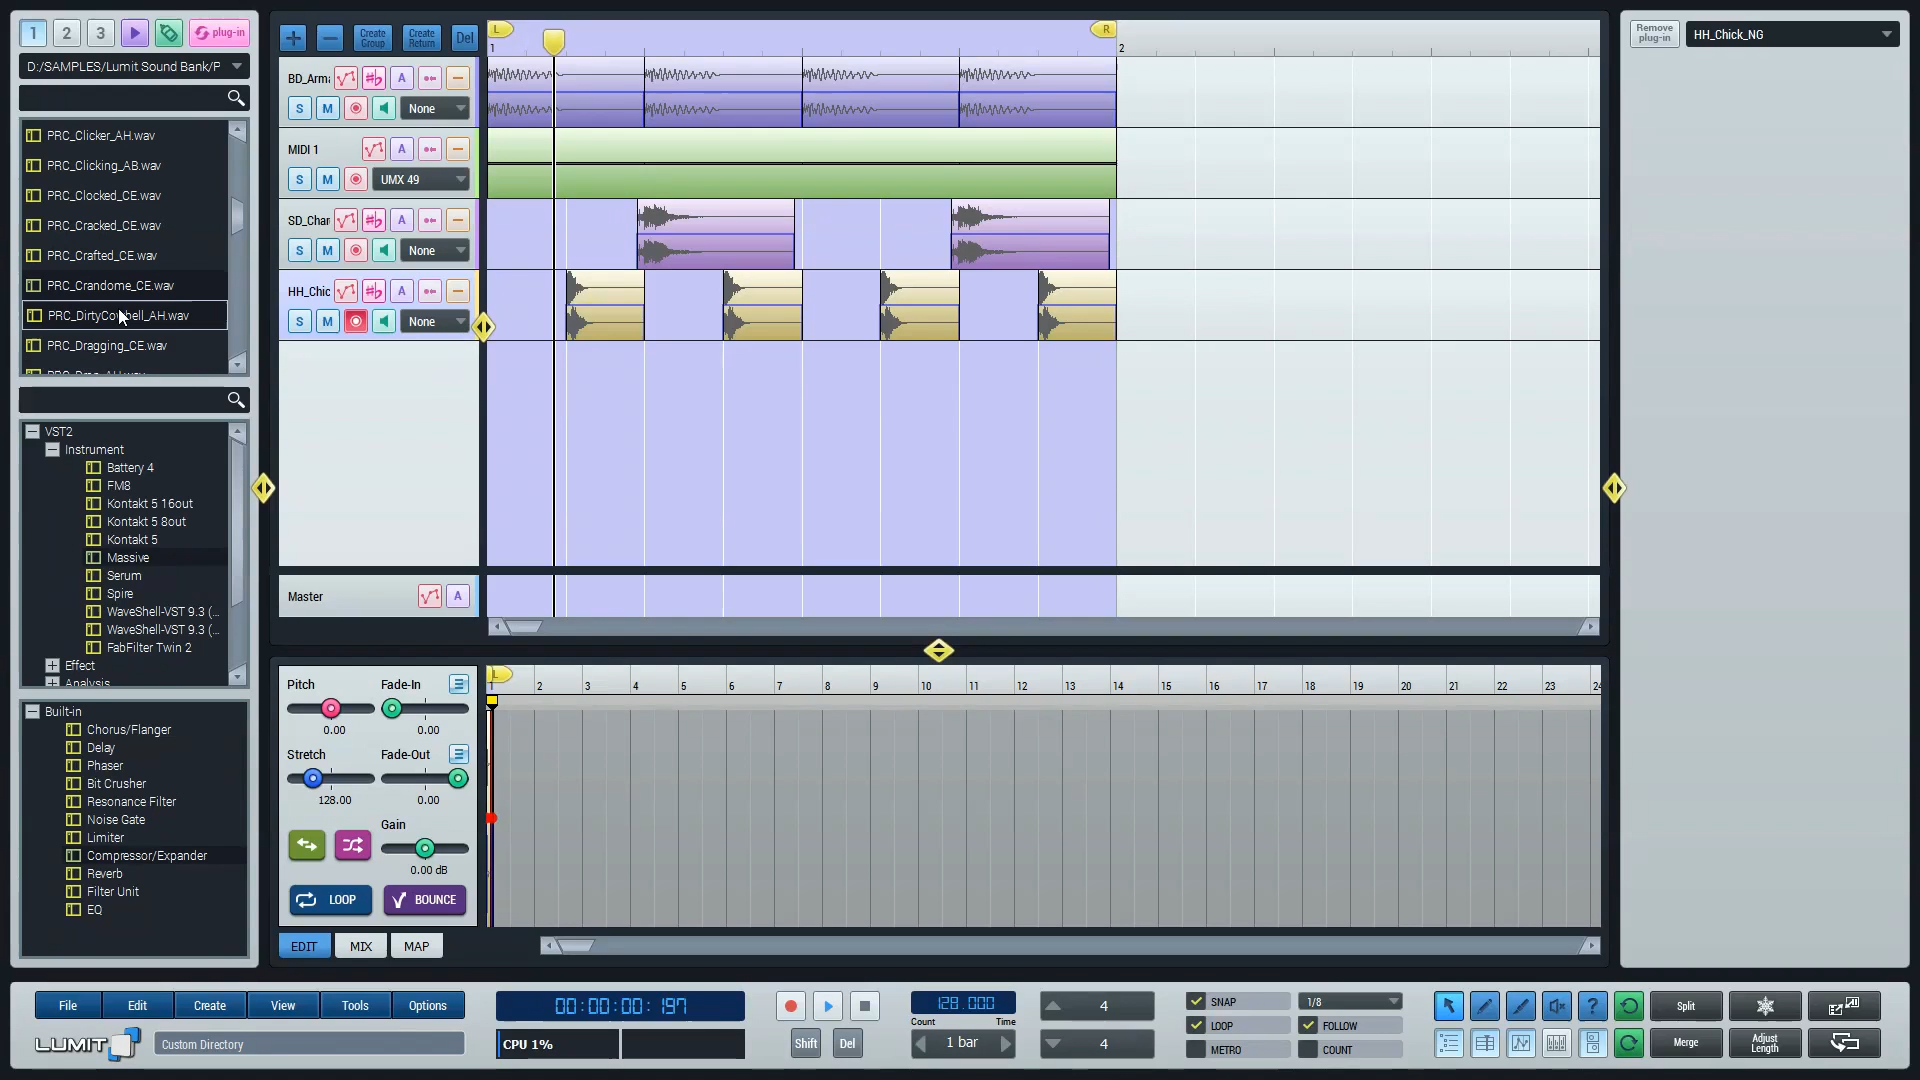 1 2 3 plug-in
D:/SAMPLES/Lumit Sound Bank/P
PRC_Clicker_AH.wav
PRC_Clicking_AB.wav
PRC_Clocked_CE.wav
PRC_Cracked_CE.wav
PRC_Crafted_CE.wav
PRC_Crandome_CE.wav
PRC_DirtyCowbell_AH.wav
PRC_Dragging_CE.wav
VST2
Instrument
Battery 4
FM8
Kontakt 5 16out
Kontakt 5 8out
Kontakt 5
Massive
Serum
Spire
WaveShell-VST 9.3 (...
WaveShell-VST 9.3 (...
FabFilter Twin 2
Effect
Analysis
Built-in
Chorus/Flanger
Delay
Phaser
Bit Crusher
Resonance Filter
Noise Gate
Limiter
Compressor/Expander
Reverb
Filter Unit
EQ
Create Group
Create Return
Del
L R
1 2
BD_Arma A
S M None
MIDI 1 A
S M UMX 49
SD_Char A
S M None
HH_Chic A
S M None
Master A
Remove plug-in
HH_Chick_NG
Pitch Fade-In
0.00 0.00
Stretch Fade-Out
128.00 0.00
Gain
0.00 dB
LOOP BOUNCE
EDIT MIX MAP
L
1 2 3 4 5 6 7 8 9 10 11 12 13 14 15 16 17 18 19 20 21 22 23 24
File Edit Create View Tools Options
LUMIT
Custom Directory
00:00:00:197
CPU 1%
Shift Del
128.000
Count Time
1 bar
4
4
SNAP 1/8
LOOP FOLLOW
METRO COUNT
?
Split
Merge
Adjust Length